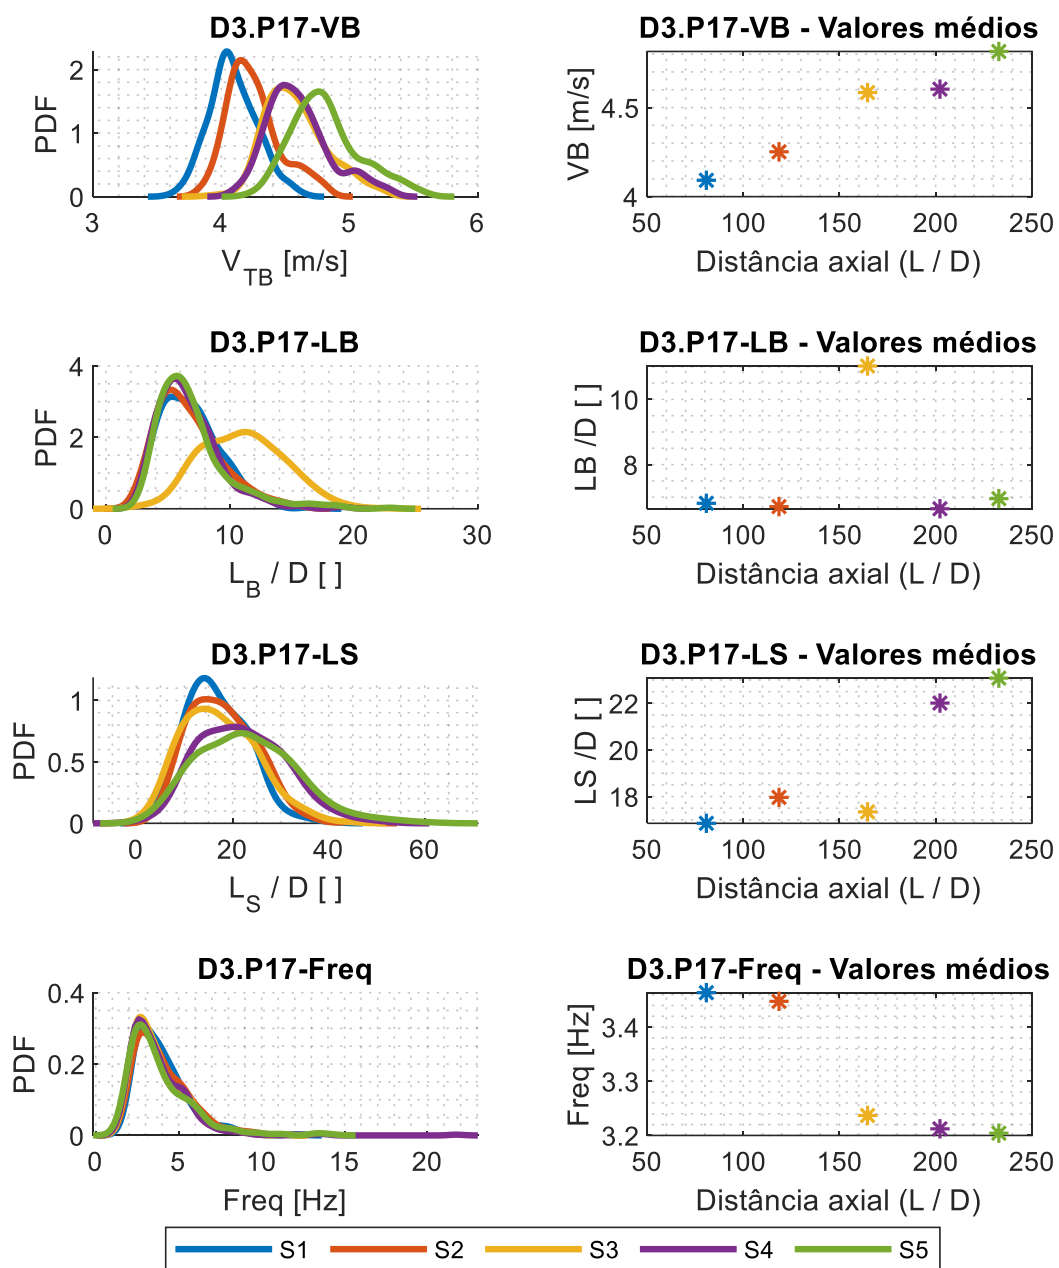 D3.P17-VB
PDF
2
1
0
3
4
5
6
V_TB [m/s]
D3.P17-VB - Valores médios
VB [m/s]
4.5
4
50
100
150
200
250
Distância axial (L / D)
D3.P17-LB
PDF
4
2
0
0
10
20
30
L_B / D [ ]
D3.P17-LB - Valores médios
LB /D [ ]
10
8
50
100
150
200
250
Distância axial (L / D)
D3.P17-LS
PDF
1
0.5
0
0
20
40
60
L_S / D [ ]
D3.P17-LS - Valores médios
LS /D [ ]
22
20
18
50
100
150
200
250
Distância axial (L / D)
D3.P17-Freq
PDF
0.4
0.2
0
0
5
10
15
20
Freq [Hz]
D3.P17-Freq - Valores médios
Freq [Hz]
3.4
3.3
3.2
50
100
150
200
250
Distância axial (L / D)
S1
S2
S3
S4
S5